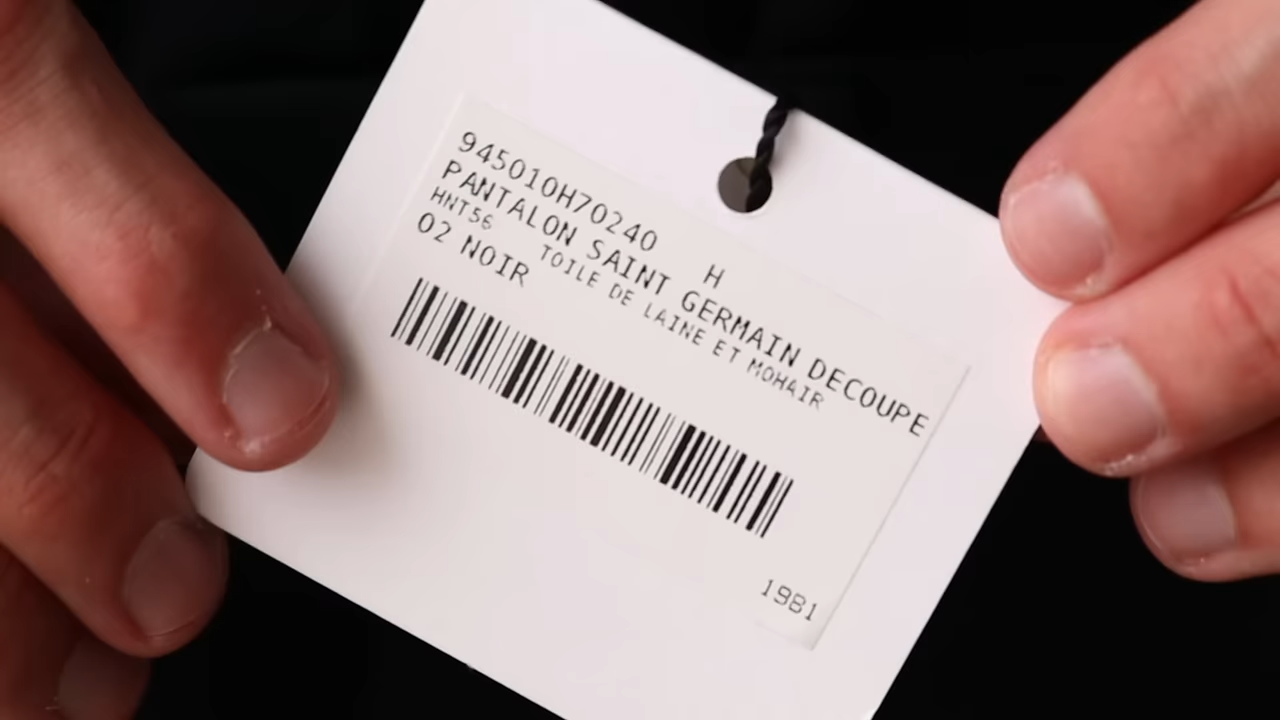 945010H70240 H
PANTALON SAINT GERMAIN DECOUPE
HNT56 TOILE DE LAINE ET MOHAIR
02 NOIR
1981